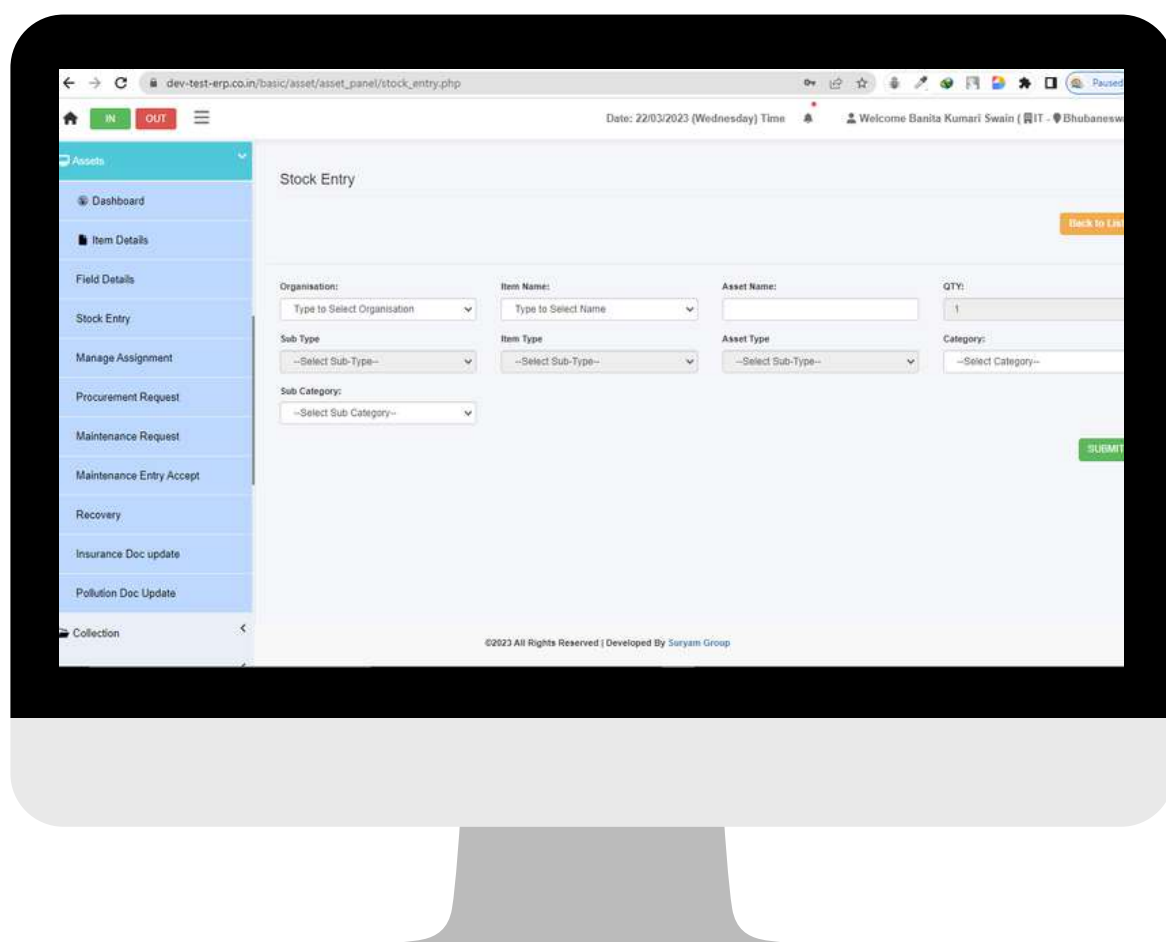 dev-test-erp.co.in/basic/asset/asset_panel/stock_entry.php
Paused
IN OUT Date: 22/03/2023 (Wednesday) Time Welcome Banita Kumari Swain ( IT - Bhubanesw
Assets
Dashboard
Item Details
Field Details
Stock Entry
Manage Assignment
Procurement Request
Maintenance Request
Maintenance Entry Accept
Recovery
Insurance Doc update
Pollution Doc Update
Collection
Stock Entry
Back to List
Organisation: Item Name: Asset Name: QTY:
Type to Select Organisation Type to Select Name 1
Sub Type Item Type Asset Type Category:
--Select Sub-Type-- --Select Sub-Type-- --Select Sub-Type-- --Select Category--
Sub Category:
--Select Sub Category--
SUBMIT
©2023 All Rights Reserved | Developed By Suryam Group